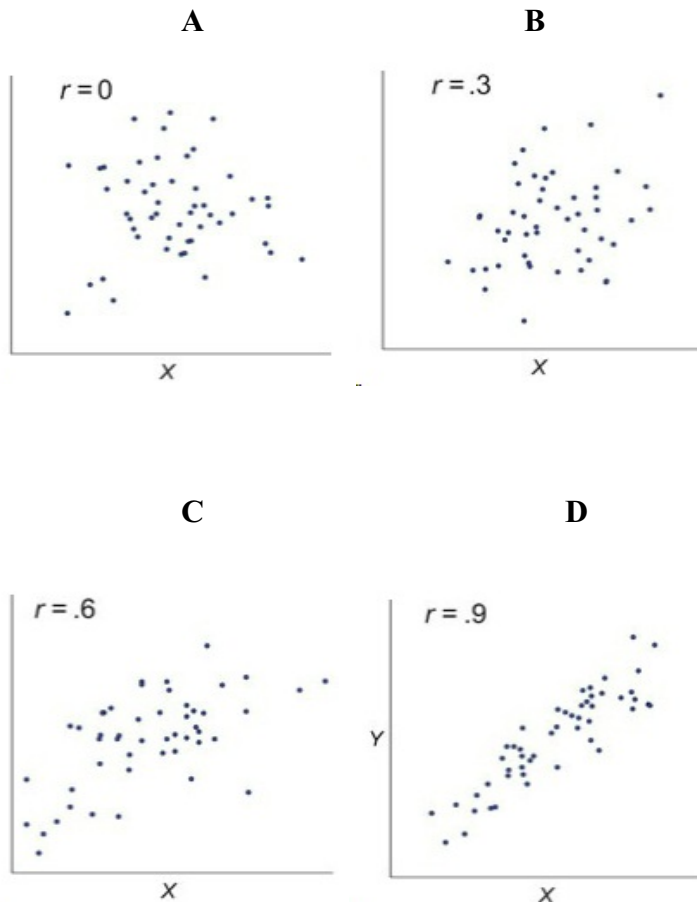 A
B
r = 0
r = .3
X
X
C
D
r = .6
r = .9
Y
X
X